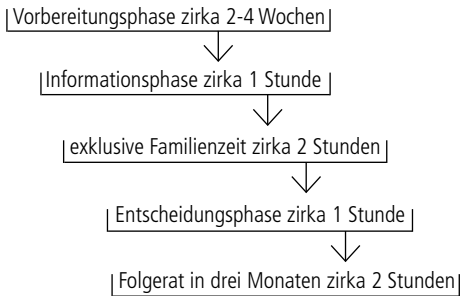 Vorbereitungsphase zirka 2-4 Wochen
Informationsphase zirka 1 Stunde
exklusive Familienzeit zirka 2 Stunden
Entscheidungsphase zirka 1 Stunde
Folgerat in drei Monaten zirka 2 Stunden